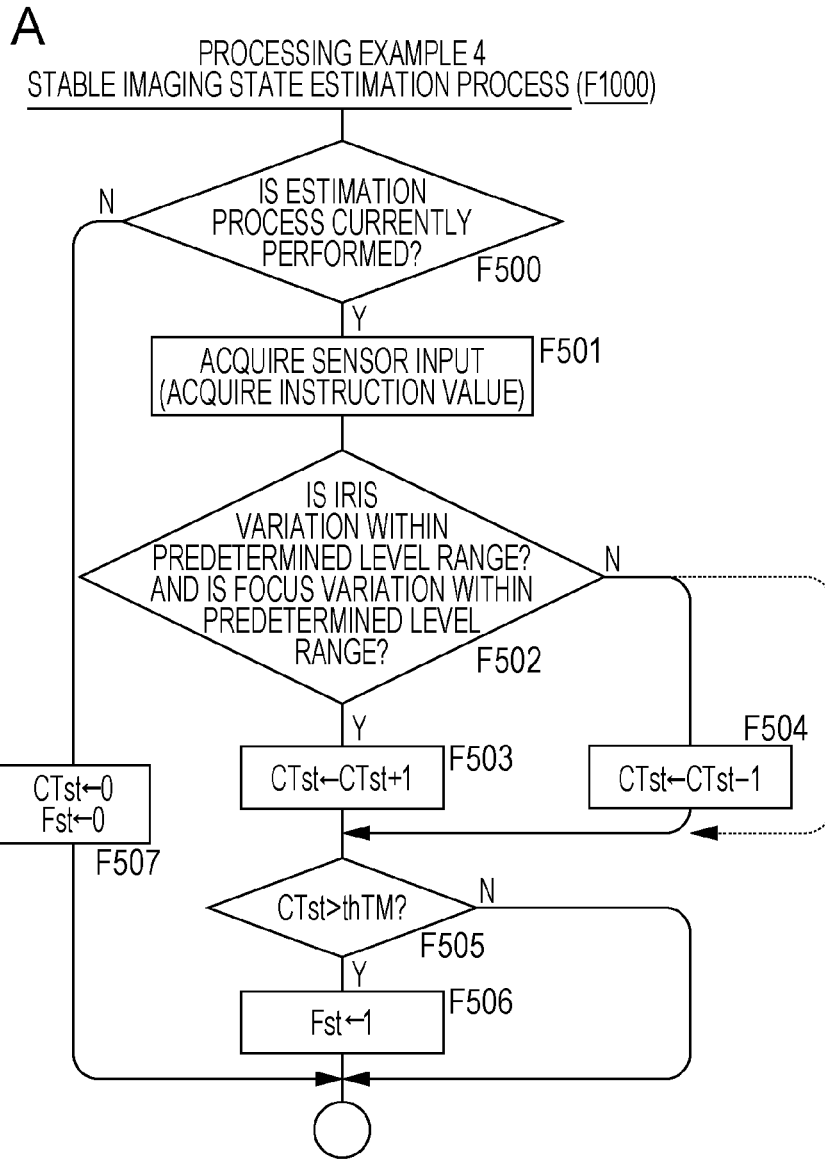 A
PROCESSING EXAMPLE 4
STABLE IMAGING STATE ESTIMATION PROCESS (F1000)
N
IS ESTIMATION
PROCESS CURRENTLY
PERFORMED?
F500
Y
ACQUIRE SENSOR INPUT
(ACQUIRE INSTRUCTION VALUE)
F501
IS IRIS
VARIATION WITHIN
PREDETERMINED LEVEL RANGE?
AND IS FOCUS VARIATION WITHIN
PREDETERMINED LEVEL
RANGE?
N
F502
Y
F503
F504
CTst←CTst+1
CTst←CTst−1
CTst←0
Fst←0
F507
CTst>thTM?
N
F505
Y
F506
Fst←1